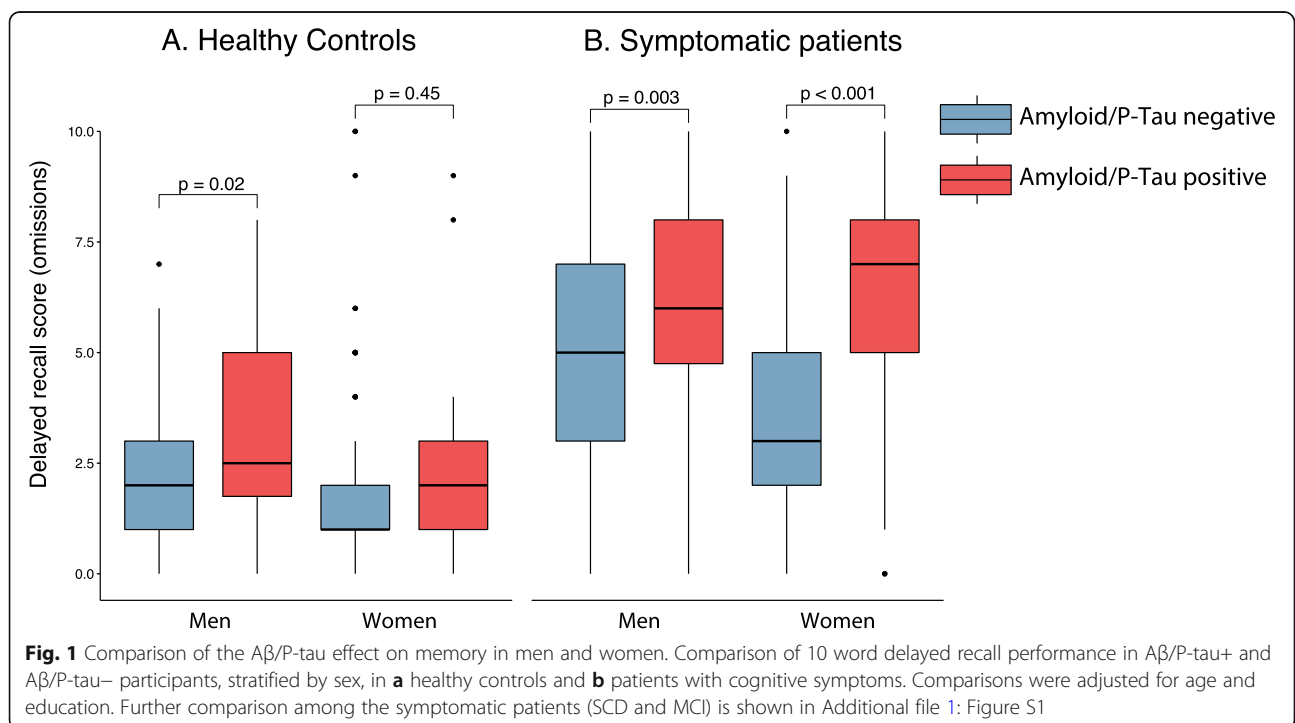 A. Healthy Controls
B. Symptomatic patients
p = 0.02
p = 0.45
p = 0.003
p < 0.001
Amyloid/P-Tau negative
Amyloid/P-Tau positive
Delayed recall score (omissions)
10.0
7.5
5.0
2.5
0.0
Men
Women
Men
Women
Fig. 1 Comparison of the Aβ/P-tau effect on memory in men and women. Comparison of 10 word delayed recall performance in Aβ/P-tau+ and
Aβ/P-tau− participants, stratified by sex, in a healthy controls and b patients with cognitive symptoms. Comparisons were adjusted for age and
education. Further comparison among the symptomatic patients (SCD and MCI) is shown in Additional file 1: Figure S1